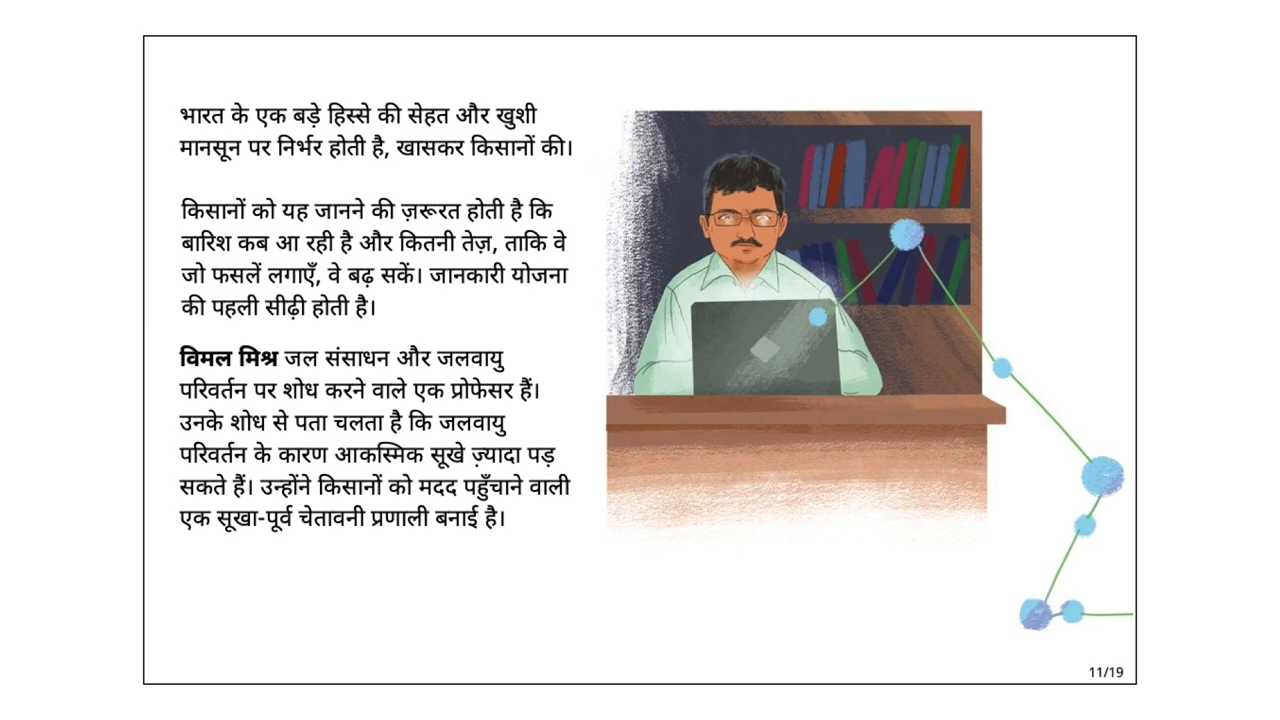 भारत के एक बड़े हिस्से की सेहत और खुशी
मानसून पर निर्भर होती है, खासकर किसानों की।
किसानों को यह जानने की ज़रूरत होती है कि
बारिश कब आ रही है और कितनी तेज़, ताकि वे
जो फसलें लगाएँ, वे बढ़ सकें। जानकारी योजना
की पहली सीढ़ी होती है।
विमल मिश्र जल संसाधन और जलवायु
परिवर्तन पर शोध करने वाले एक प्रोफेसर हैं।
उनके शोध से पता चलता है कि जलवायु
परिवर्तन के कारण आकस्मिक सूखे ज़्यादा पड़
सकते हैं। उन्होंने किसानों को मदद पहुँचाने वाली
एक सूखा-पूर्व चेतावनी प्रणाली बनाई है।
11/19